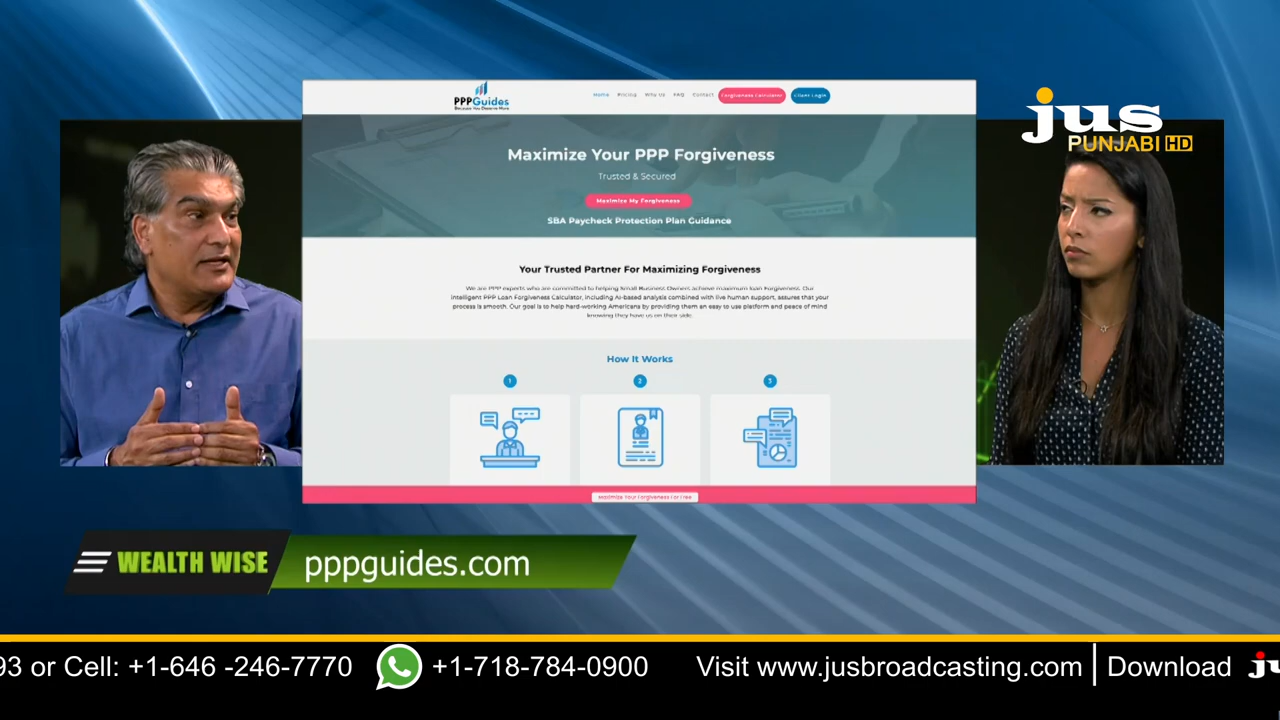 PPPGuides
Because You Deserve More
Home Pricing Why Us FAQ Contact Forgiveness Calculator Client Login
jus
PUNJABI HD
Maximize Your PPP Forgiveness
Trusted & Secured
Maximize My Forgiveness
SBA Paycheck Protection Plan Guidance
Your Trusted Partner For Maximizing Forgiveness
We are PPP experts who are committed to helping Small Business Owners achieve maximum loan Forgiveness. Our
intelligent PPP Loan Forgiveness Calculator, including AI-based analysis combined with live human support, assures that your
process is smooth. Our goal is to help hard-working Americans by providing them an easy to use platform and peace of mind
knowing they have us on their side.
How It Works
1 2 3
Maximize Your Forgiveness For Free
WEALTH WISE pppguides.com
93 or Cell: +1-646 -246-7770 +1-718-784-0900 Visit www.jusbroadcasting.com | Download ju